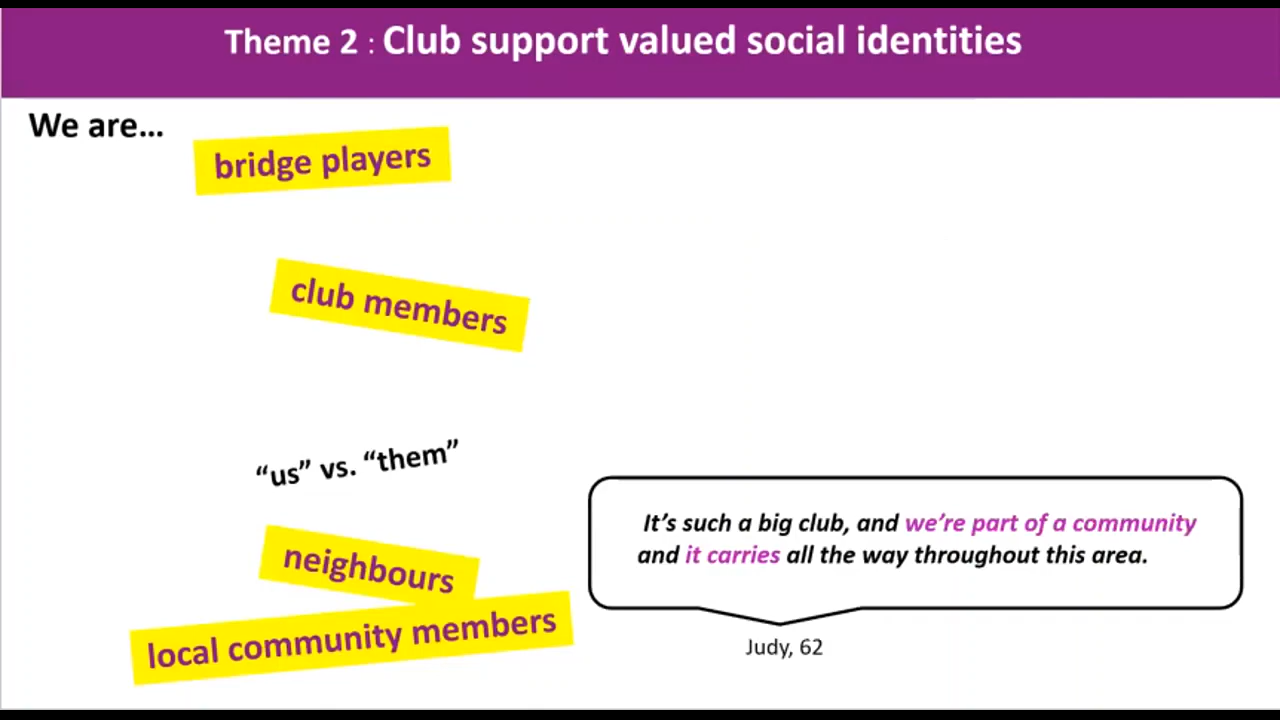 Theme 2 : Club support valued social identities
We are…
bridge players
club members
“us” vs. “them”
neighbours
local community members
It’s such a big club, and we’re part of a community
and it carries all the way throughout this area.
Judy, 62